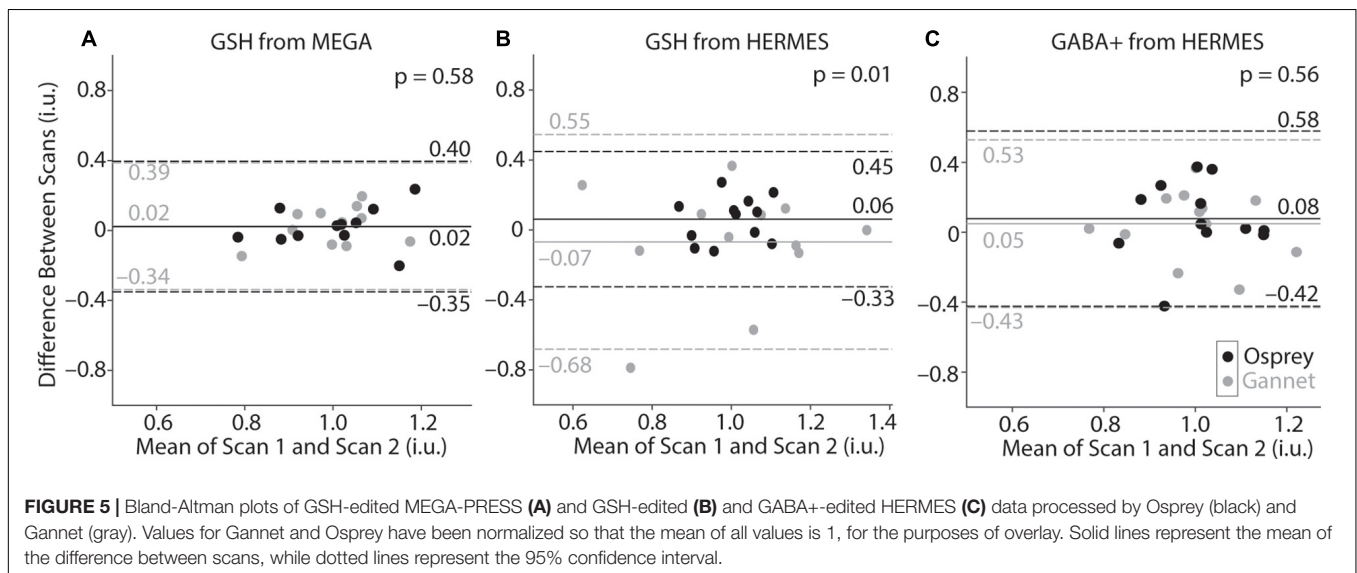 A
GSH from MEGA
p = 0.58
0.8
0.4
0
−0.4
−0.8
Difference Between Scans (i.u.)
0.40
0.39
0.02
0.02
−0.34
−0.35
0.6
0.8
1.0
1.2
Mean of Scan 1 and Scan 2 (i.u.)
B
GSH from HERMES
p = 0.01
0.8
0.4
0
−0.4
−0.8
0.55
0.45
0.06
−0.07
−0.33
−0.68
0.6
0.8
1.0
1.2
1.4
Mean of Scan 1 and Scan 2 (i.u.)
C
GABA+ from HERMES
p = 0.56
0.8
0.4
0
−0.4
−0.8
0.58
0.53
0.08
0.05
−0.42
−0.43
Osprey
Gannet
0.6
0.8
1.0
1.2
Mean of Scan 1 and Scan 2 (i.u.)
FIGURE 5 | Bland-Altman plots of GSH-edited MEGA-PRESS (A) and GSH-edited (B) and GABA+-edited HERMES (C) data processed by Osprey (black) and
Gannet (gray). Values for Gannet and Osprey have been normalized so that the mean of all values is 1, for the purposes of overlay. Solid lines represent the mean of
the difference between scans, while dotted lines represent the 95% confidence interval.